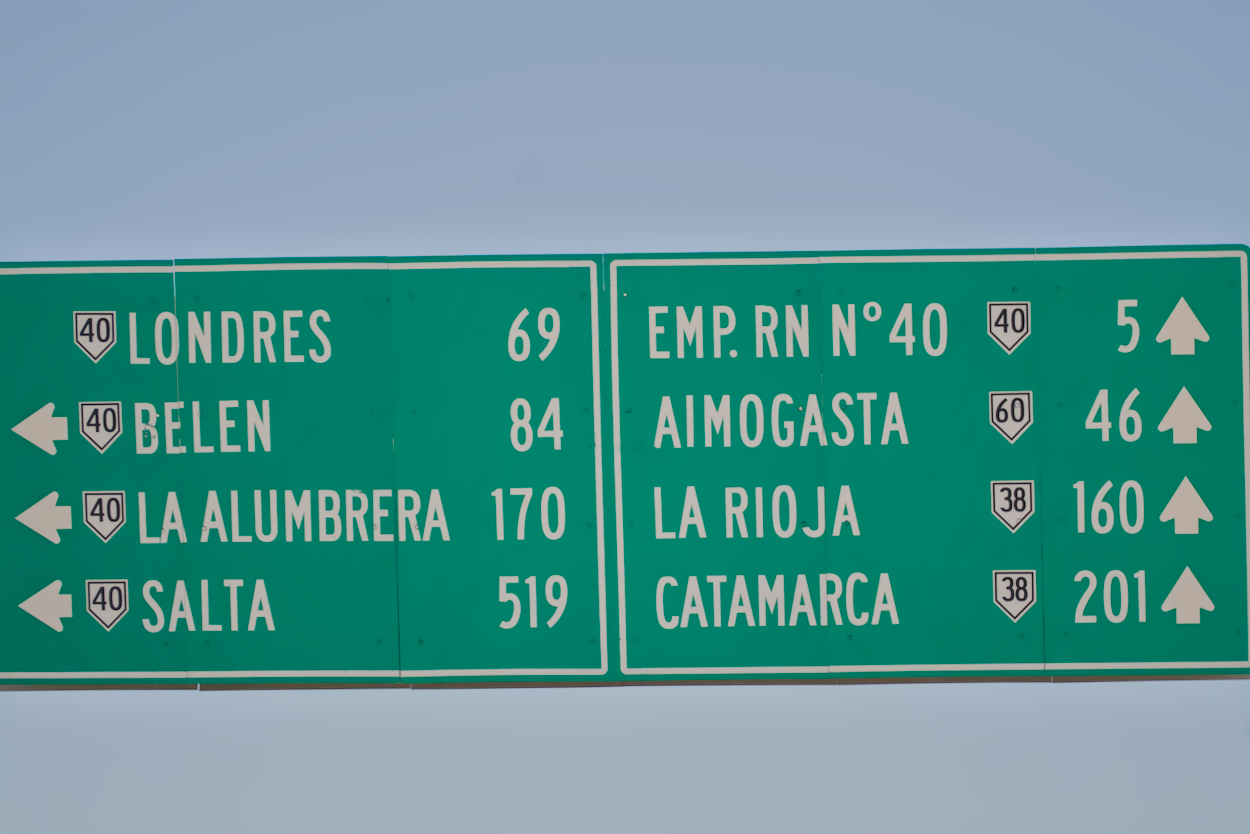 40 LONDRES 69
40 BELEN 84
40 LA ALUMBRERA 170
40 SALTA 519
EMP. RN Nº40 40 5
AIMOGASTA 60 46
LA RIOJA 38 160
CATAMARCA 38 201